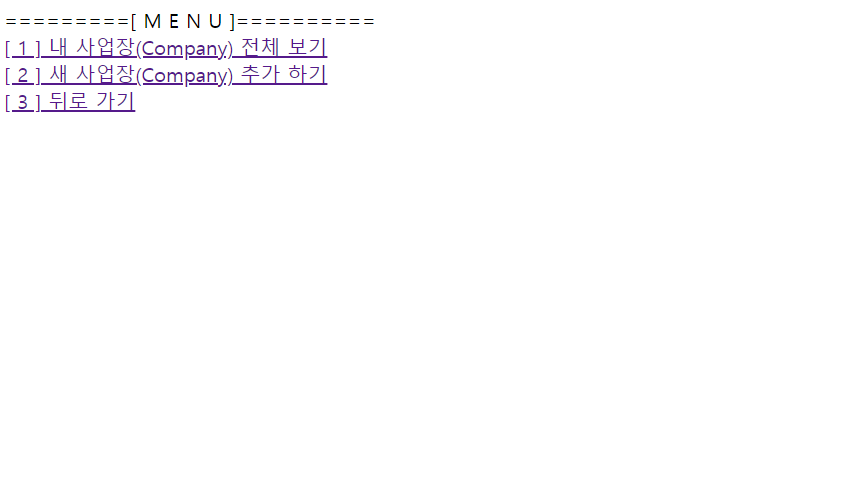 =========[ M E N U ]==========
[ 1 ] 내 사업장(Company) 전체 보기
[ 2 ] 새 사업장(Company) 추가 하기
[ 3 ] 뒤로 가기